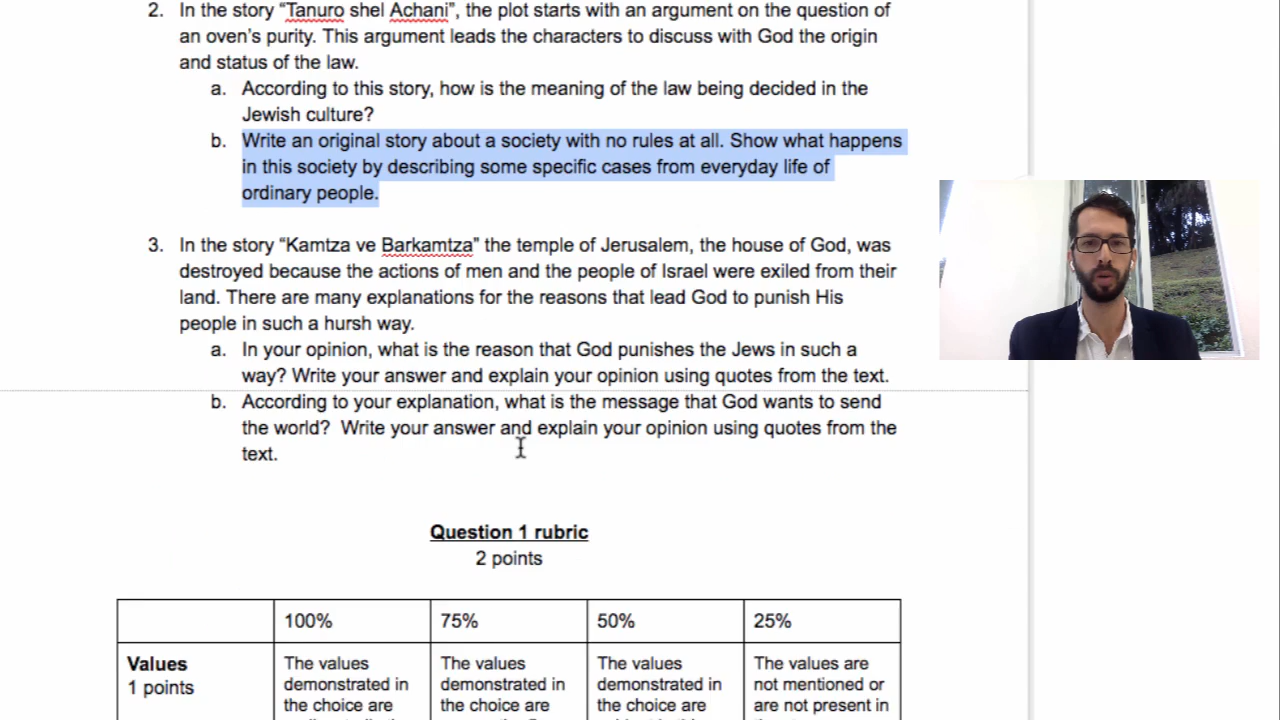 2. In the story “Tanuro shel Achani”, the plot starts with an argument on the question of
an oven’s purity. This argument leads the characters to discuss with God the origin
and status of the law.
a. According to this story, how is the meaning of the law being decided in the
Jewish culture?
b. Write an original story about a society with no rules at all. Show what happens
in this society by describing some specific cases from everyday life of
ordinary people.
3. In the story “Kamtza ve Barkamtza” the temple of Jerusalem, the house of God, was
destroyed because the actions of men and the people of Israel were exiled from their
land. There are many explanations for the reasons that lead God to punish His
people in such a hursh way.
a. In your opinion, what is the reason that God punishes the Jews in such a
way? Write your answer and explain your opinion using quotes from the text.
b. According to your explanation, what is the message that God wants to send
the world?  Write your answer and explain your opinion using quotes from the
text.
Question 1 rubric
2 points
100% 75% 50% 25%
Values The values The values The values The values are
1 points demonstrated in demonstrated in demonstrated in not mentioned or
the choice are the choice are the choice are are not present in